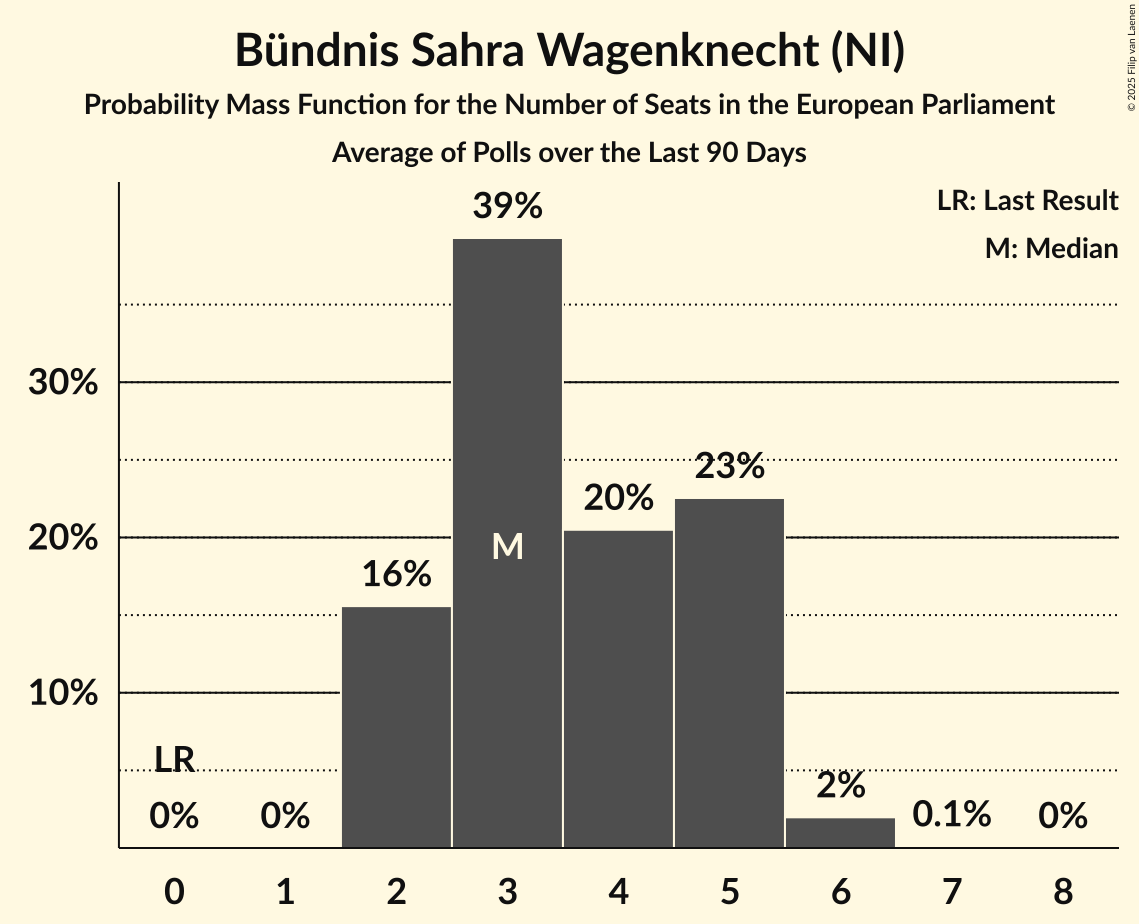 Bündnis Sahra Wagenknecht (NI)
Probability Mass Function for the Number of Seats in the European Parliament
Average of Polls over the Last 90 Days
© 2025 Filip van Laenen
LR: Last Result
M: Median
39%
30%
23%
20%
20%
M
16%
10%
LR
2%
0%
0%
0.1%
0%
0 1 2 3 4 5 6 7 8